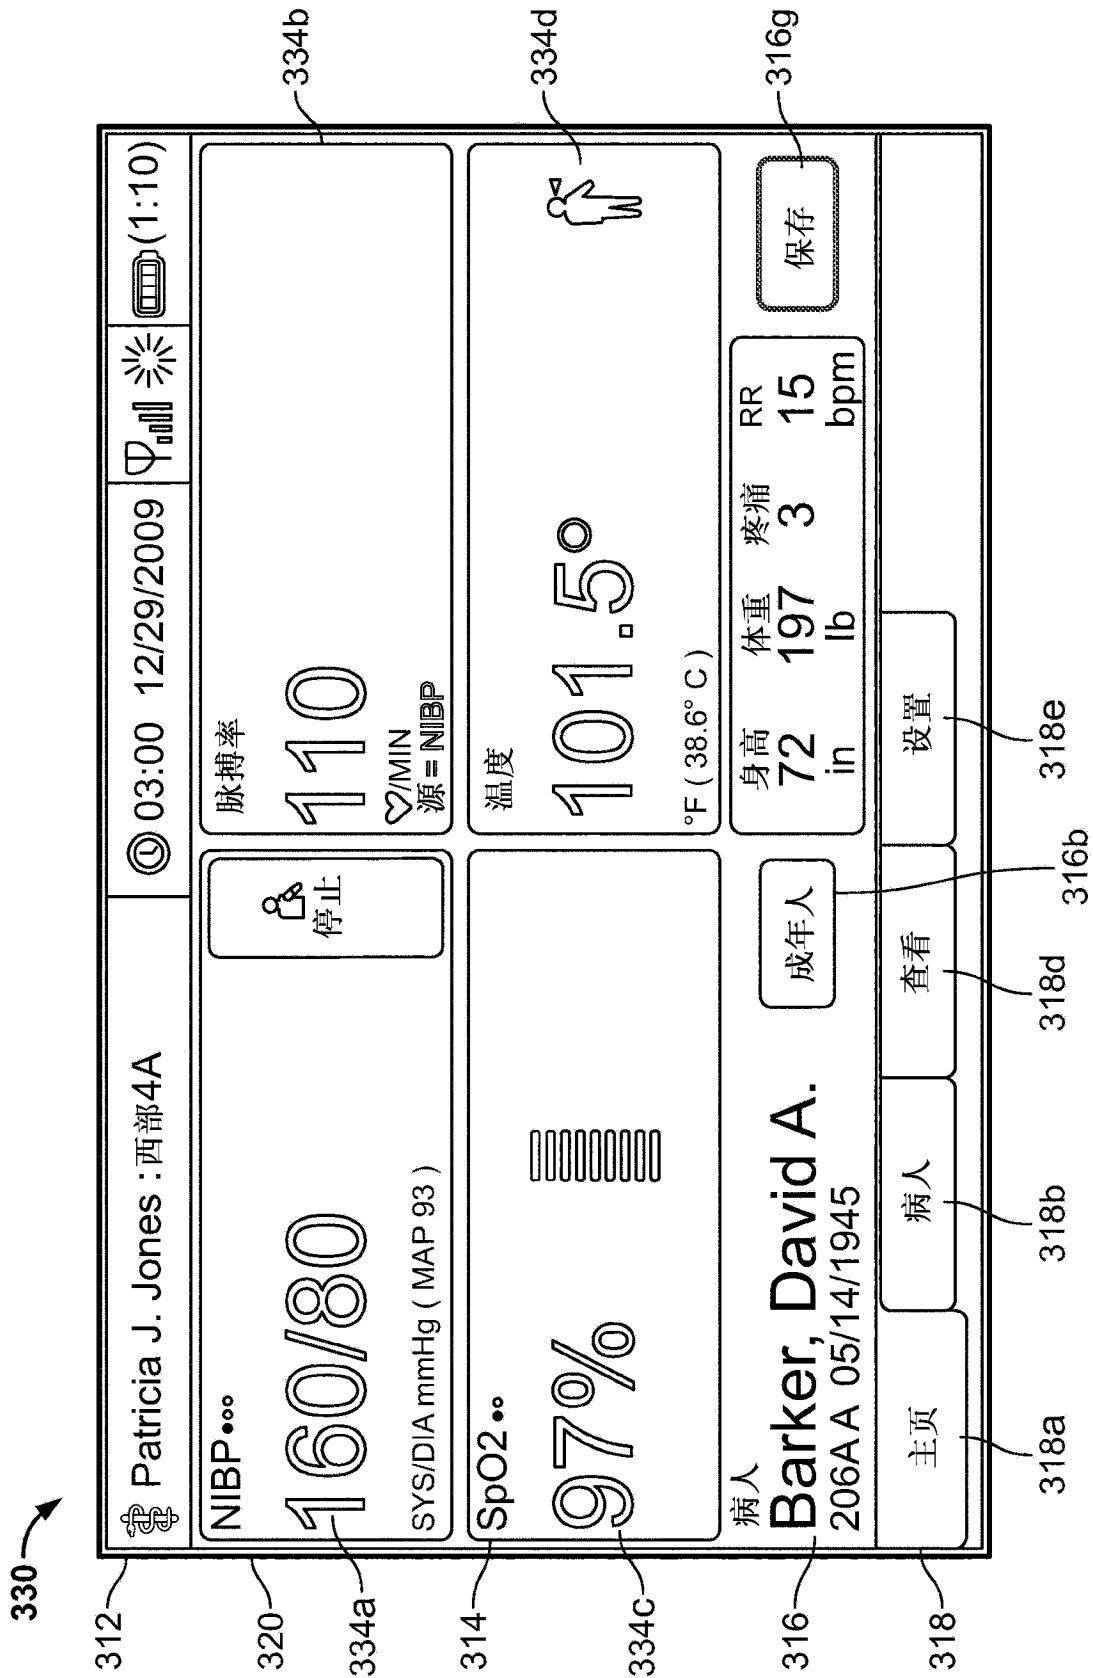 330
312
320
334a
314
334c
316
318
Patricia J. Jones : 西部4A
03:00 12/29/2009
(1:10)
NIBP
160/80
SYS/DIA mmHg ( MAP 93 )
停止
脉搏率
110
/MIN
源 = NIBP
SpO2
97%
温度
101.5°
°F ( 38.6° C )
病人
Barker, David A.
206AA 05/14/1945
成年人
身高 体重 疼痛 RR
72 197 3 15
in lb bpm
保存
主页
病人
查看
设置
334b
334d
316g
318a
318b
318d
316b
318e